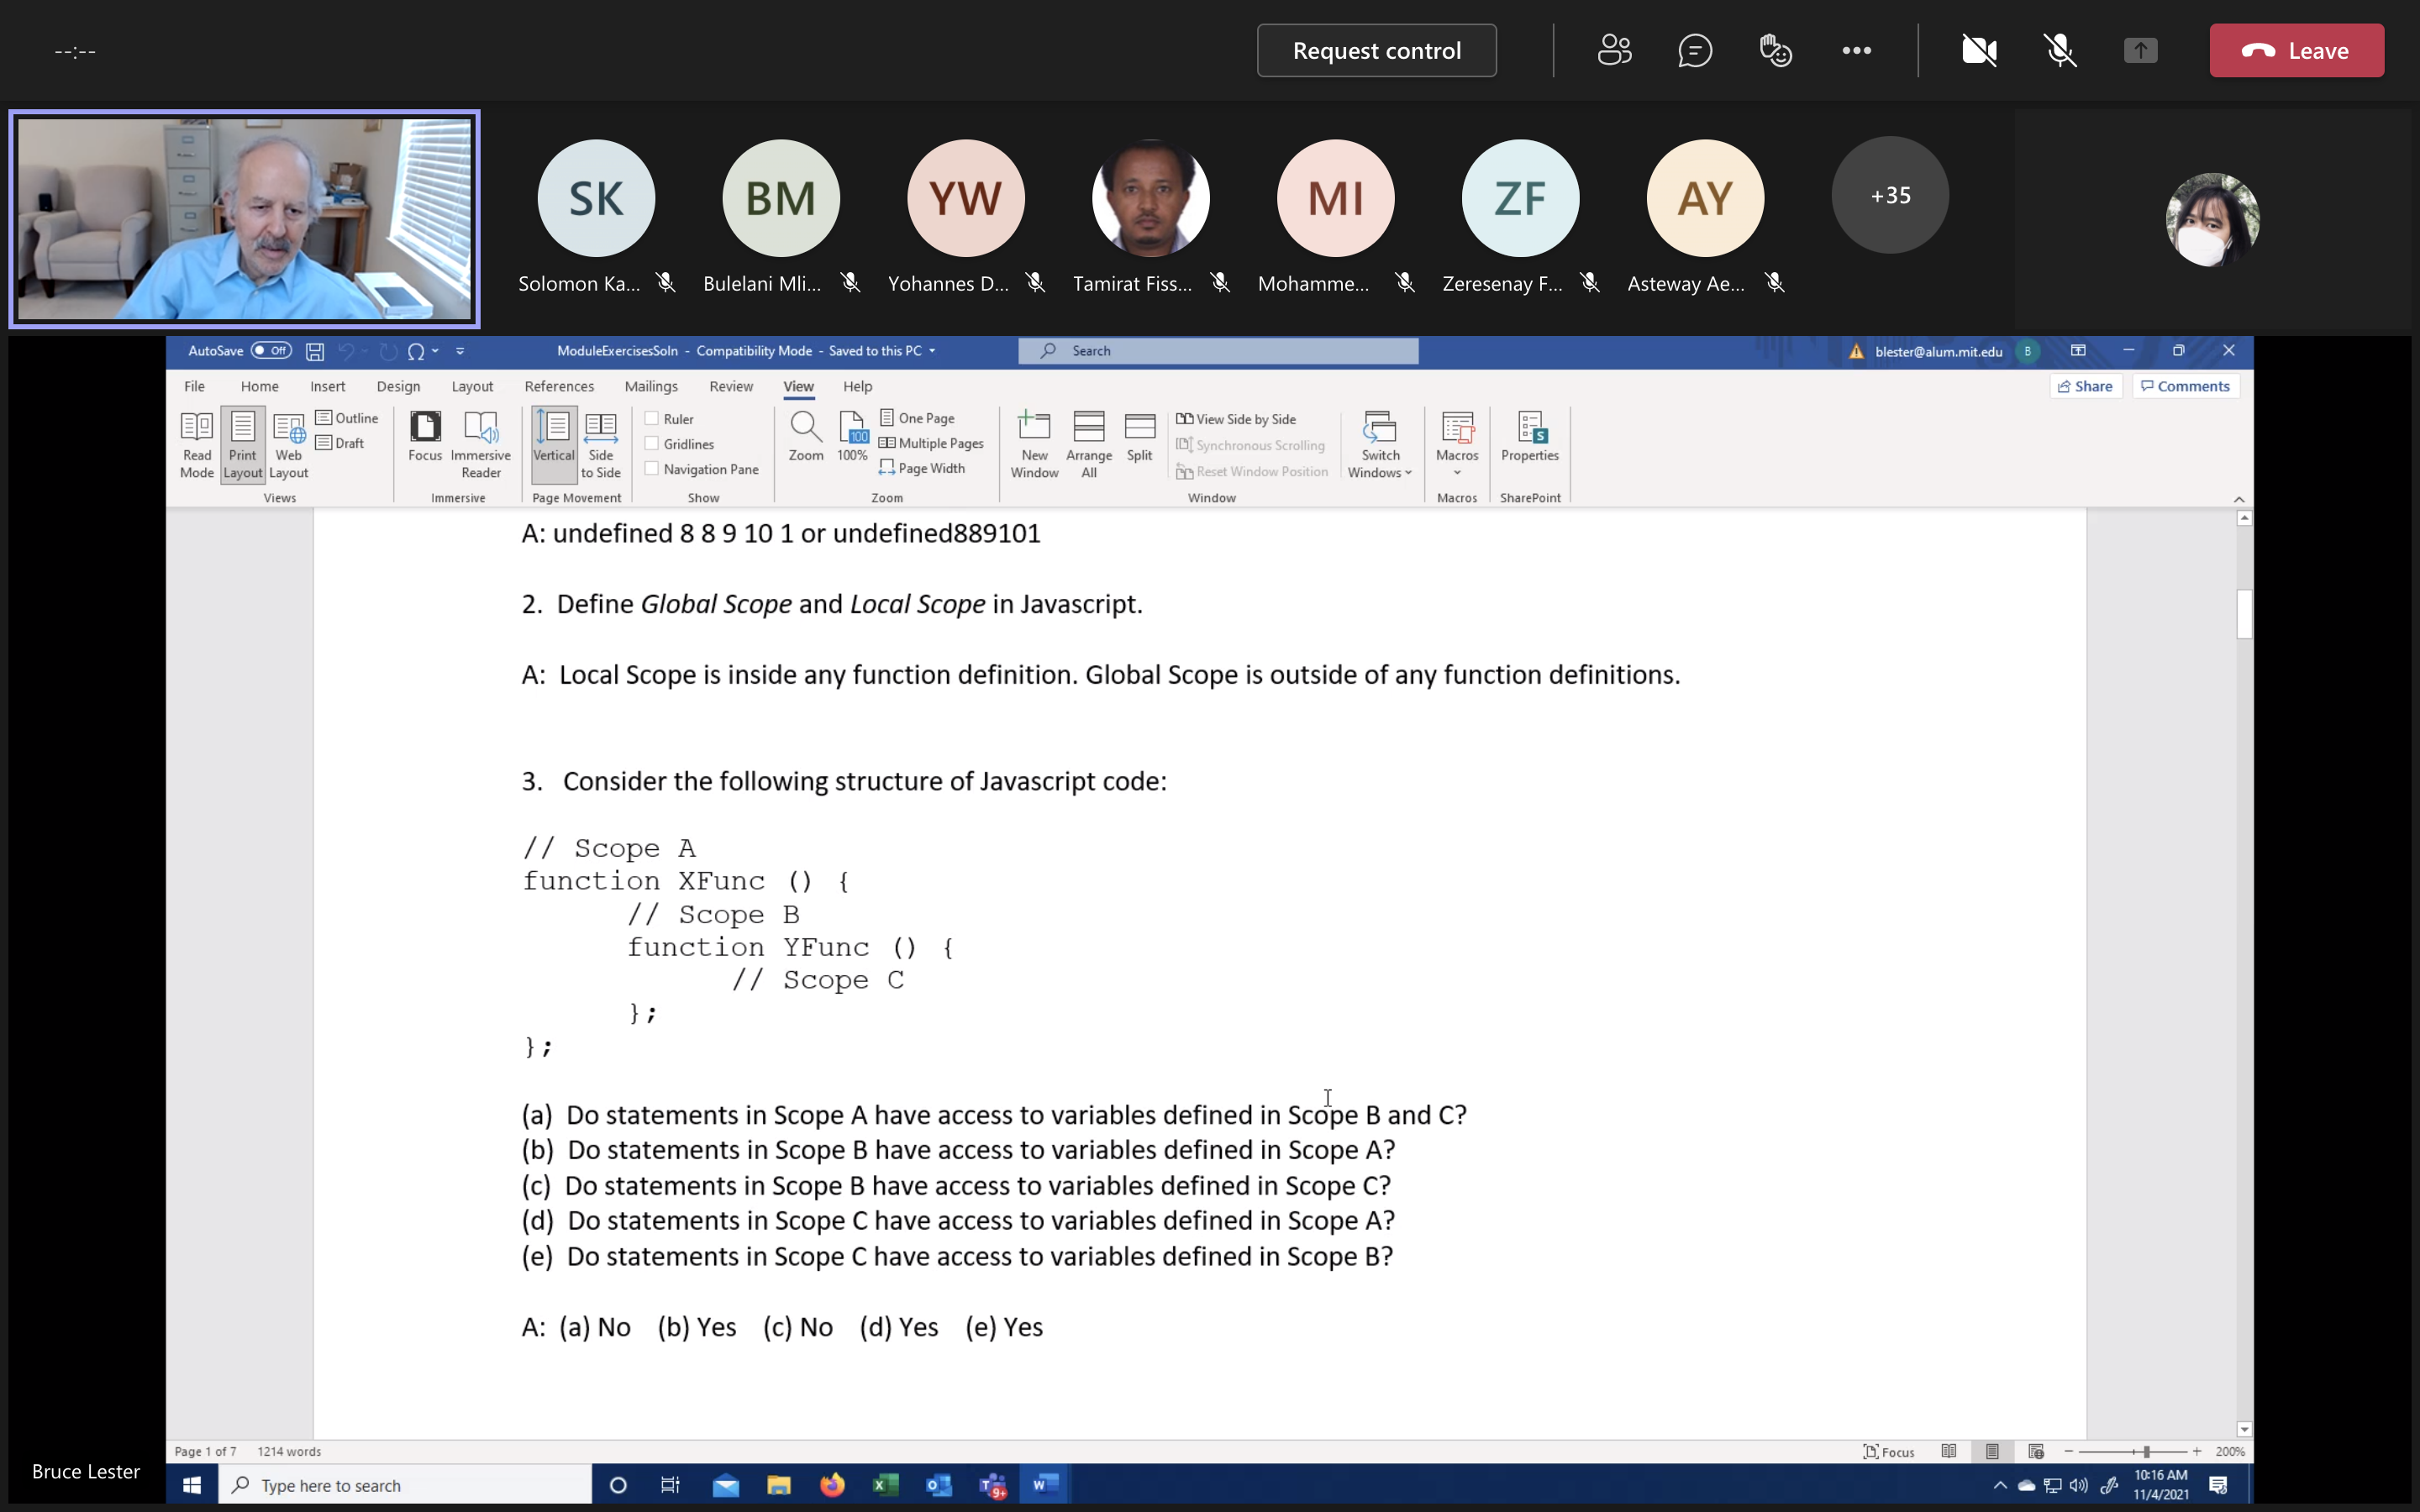 --:--
Request control
Leave
SK
BM
YW
MI
ZF
AY
+35
Solomon Ka...
Bulelani Mli...
Yohannes D...
Tamirat Fiss...
Mohamme...
Zeresenay F...
Asteway Ae...
AutoSave Off
ModuleExercisesSoln - Compatibility Mode - Saved to this PC
Search
blester@alum.mit.edu
B
File Home Insert Design Layout References Mailings Review View Help
Share
Comments
Read Mode
Print Layout
Web Layout
Outline
Draft
Views
Focus
Immersive Reader
Immersive
Vertical
Side to Side
Page Movement
Ruler
Gridlines
Navigation Pane
Show
Zoom
100
100%
One Page
Multiple Pages
Page Width
Zoom
New Window
Arrange All
Split
View Side by Side
Synchronous Scrolling
Reset Window Position
Switch Windows
Window
Macros
Macros
Properties
SharePoint
A: undefined 8 8 9 10 1 or undefined889101
2. Define Global Scope and Local Scope in Javascript.
A: Local Scope is inside any function definition. Global Scope is outside of any function definitions.
3. Consider the following structure of Javascript code:
// Scope A
function XFunc () {
// Scope B
function YFunc () {
// Scope C
};
};
(a) Do statements in Scope A have access to variables defined in Scope B and C?
(b) Do statements in Scope B have access to variables defined in Scope A?
(c) Do statements in Scope B have access to variables defined in Scope C?
(d) Do statements in Scope C have access to variables defined in Scope A?
(e) Do statements in Scope C have access to variables defined in Scope B?
A: (a) No (b) Yes (c) No (d) Yes (e) Yes
Page 1 of 7 1214 words
Focus
200%
Bruce Lester
Type here to search
9+
10:16 AM
11/4/2021